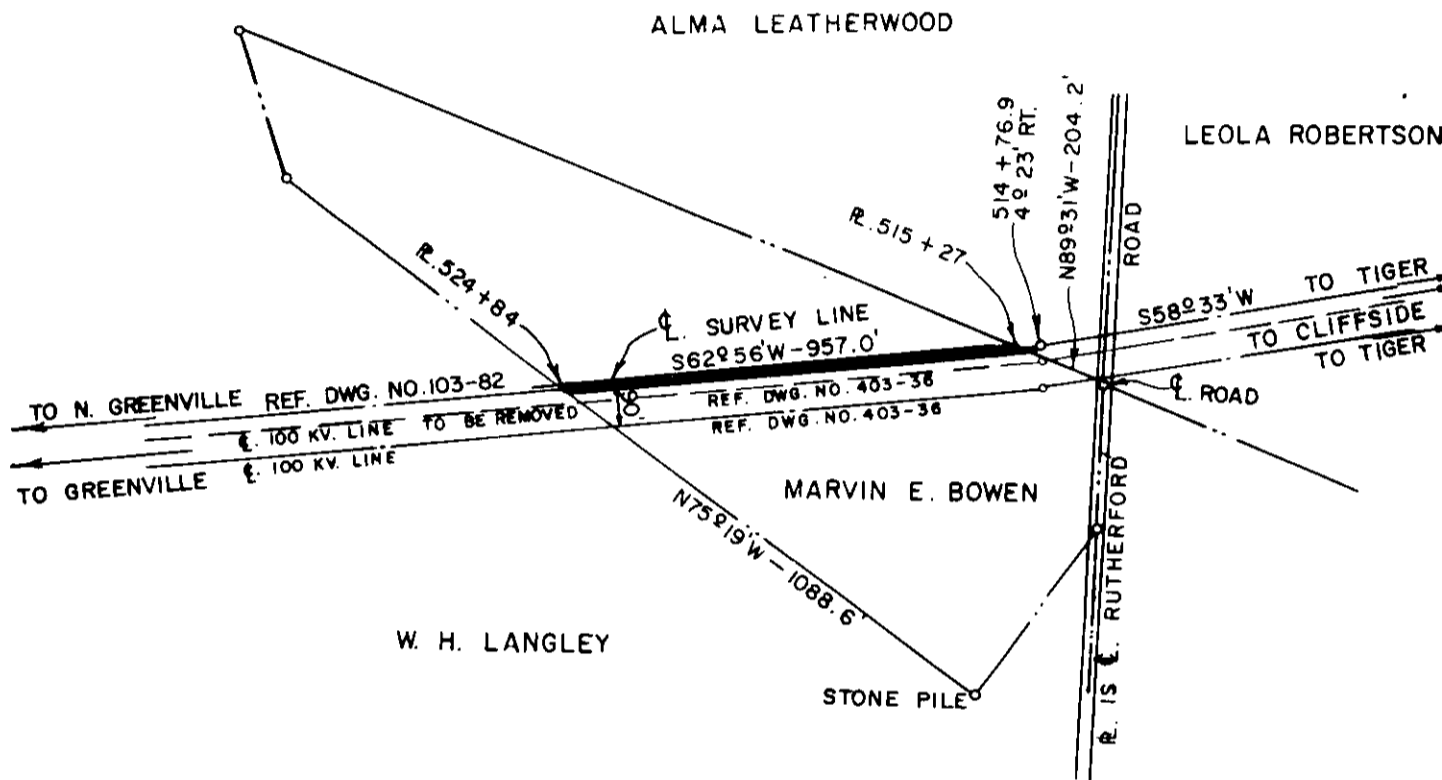 ALMA LEATHERWOOD
LEOLA ROBERTSON
514 + 76.9
4º 23' RT.
N89º31'W-204.2'
ROAD
℄. 515 + 27
℄. 524+84
℄. SURVEY LINE
S62º56'W-957.0'
S58º33'W
TO TIGER
TO CLIFFSIDE
TO TIGER
℄. ROAD
TO N. GREENVILLE REF. DWG. NO. 103-82
REF. DWG. NO. 403-36
℄. 100 KV. LINE TO BE REMOVED
REF. DWG. NO. 403-36
TO GREENVILLE ℄. 100 KV. LINE
MARVIN E. BOWEN
N75º19'W-1088.6'
W. H. LANGLEY
STONE PILE
IS ℄. RUTHERFORD